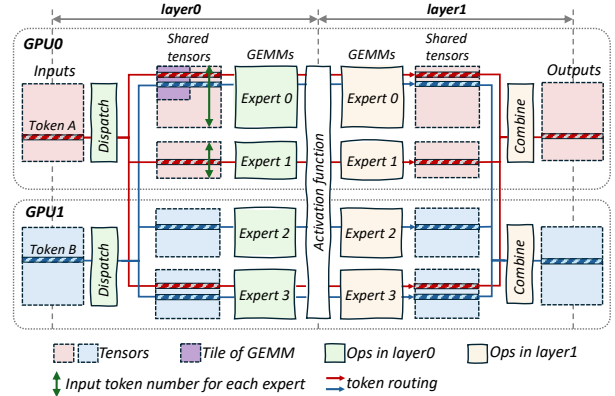 layer0 layer1
GPU0
Inputs Shared tensors GEMMs GEMMs Shared tensors Outputs
Token A Dispatch Expert 0 Activation function Expert 0 Combine
Expert 1 Expert 1
GPU1
Token B Dispatch Expert 2 Expert 2 Combine
Expert 3 Expert 3
Tensors Tile of GEMM Ops in layer0 Ops in layer1
Input token number for each expert token routing